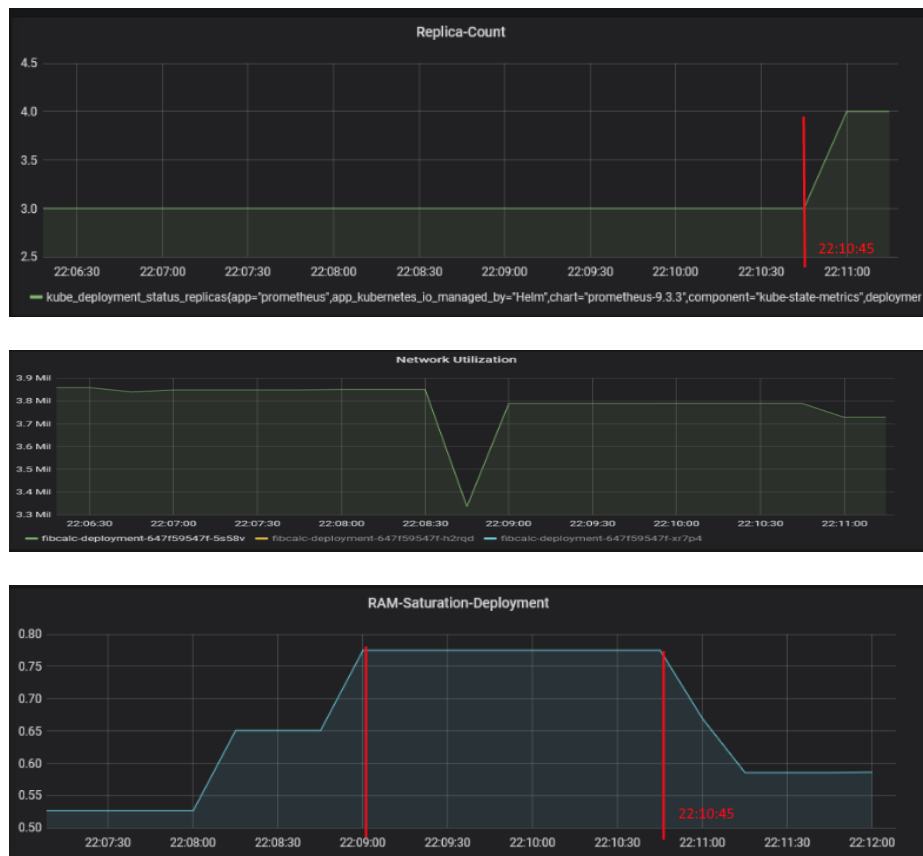 Replica-Count
4.5
4.0
3.5
3.0
2.5
22:10:45
22:06:30 22:07:00 22:07:30 22:08:00 22:08:30 22:09:00 22:09:30 22:10:00 22:10:30 22:11:00
kube_deployment_status_replicas{app="prometheus",app_kubernetes_io_managed_by="Helm",chart="prometheus-9.3.3",component="kube-state-metrics",deploymer
Network Utilization
3.9 Mil
3.8 Mil
3.7 Mil
3.6 Mil
3.5 Mil
3.4 Mil
3.3 Mil
22:06:30 22:07:00 22:07:30 22:08:00 22:08:30 22:09:00 22:09:30 22:10:00 22:10:30 22:11:00
fibcalc-deployment-647f59547f-5s58v fibcalc-deployment-647f59547f-h2rqd fibcalc-deployment-647f59547f-xr7p4
RAM-Saturation-Deployment
0.80
0.75
0.70
0.65
0.60
0.55
0.50
22:10:45
22:07:30 22:08:00 22:08:30 22:09:00 22:09:30 22:10:00 22:10:30 22:11:00 22:11:30 22:12:00